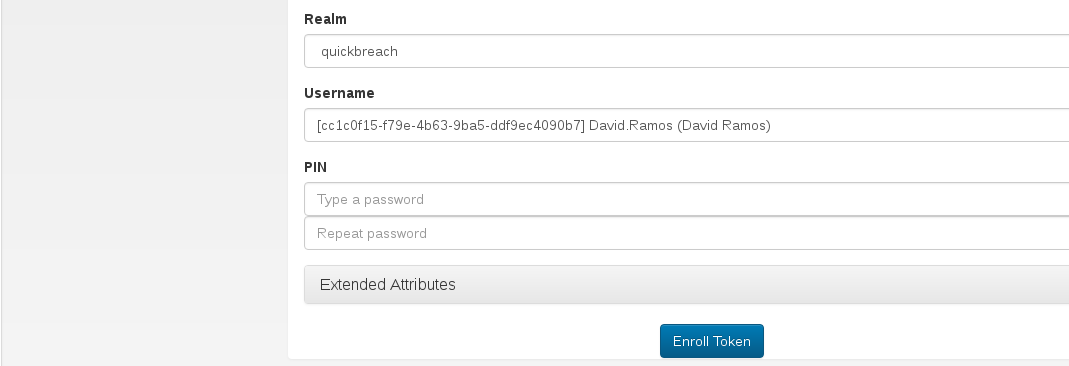 Realm
quickbreach
Username
[cc1c0f15-f79e-4b63-9ba5-ddf9ec4090b7] David.Ramos (David Ramos)
PIN
Type a password
Repeat password
Extended Attributes
Enroll Token